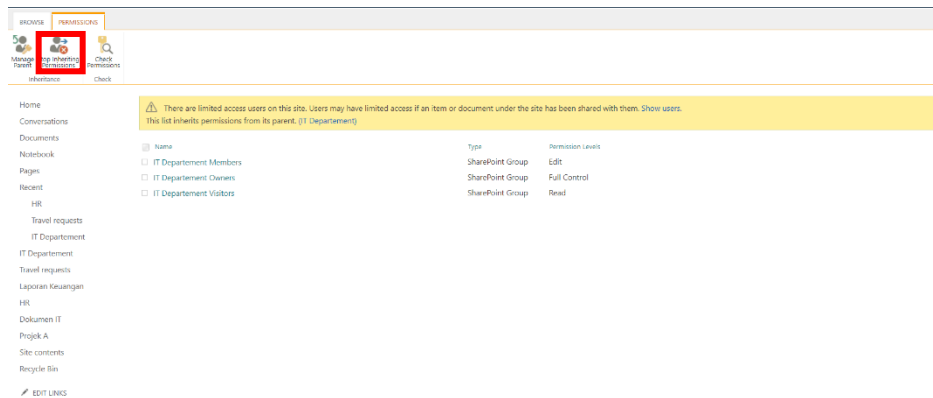 BROWSE PERMISSIONS
Manage Parent
Stop Inheriting Permissions
Check Permissions
Inheritance Check
Home
Conversations
Documents
Notebook
Pages
Recent
HR
Travel requests
IT Departement
IT Departement
Travel requests
Laporan Keuangan
HR
Dokumen IT
Projek A
Site contents
Recycle Bin
EDIT LINKS
There are limited access users on this site. Users may have limited access if an item or document under the site has been shared with them. Show users.
This list inherits permissions from its parent. (IT Departement)
Name Type Permission Levels
IT Departement Members SharePoint Group Edit
IT Departement Owners SharePoint Group Full Control
IT Departement Visitors SharePoint Group Read